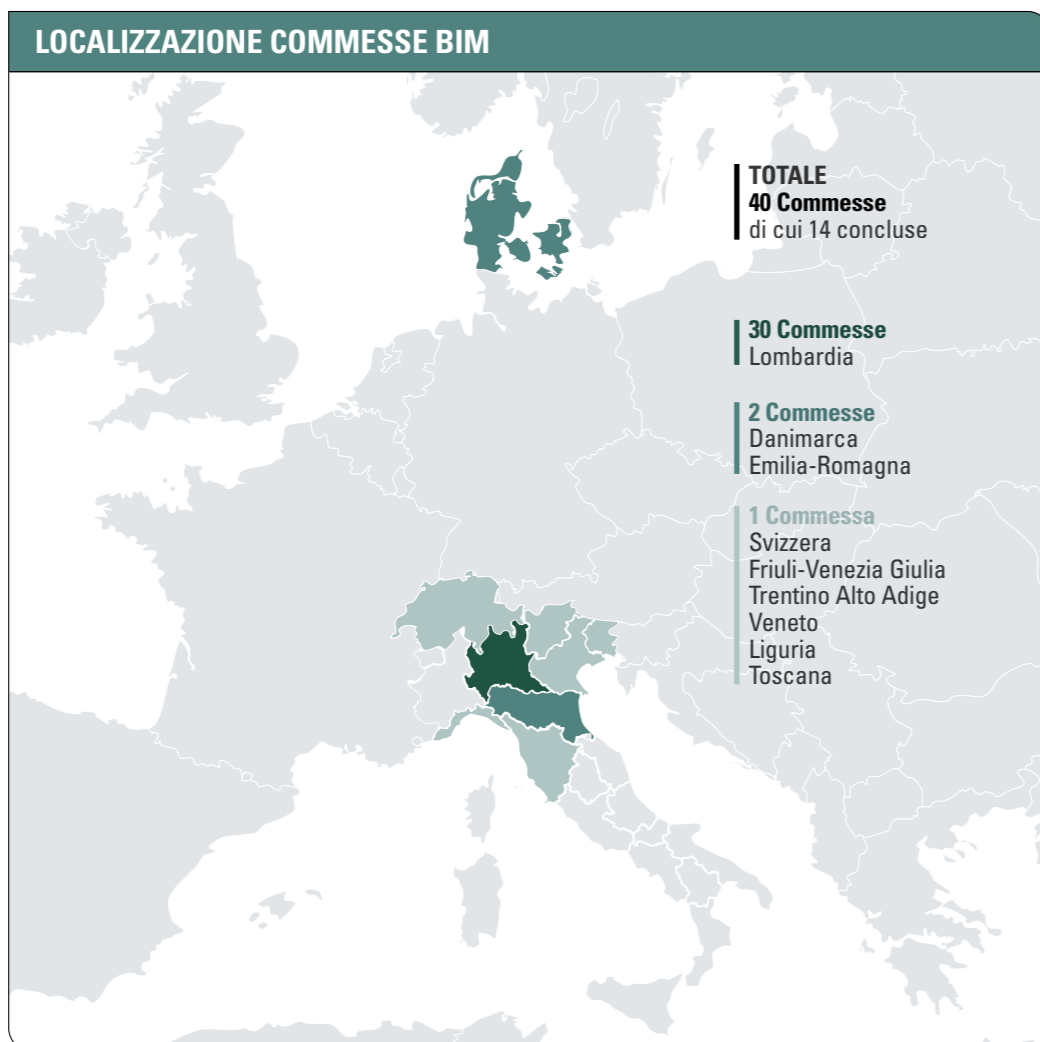 LOCALIZZAZIONE COMMESSE BIM
TOTALE
40 Commesse
di cui 14 concluse
30 Commesse
Lombardia
2 Commesse
Danimarca
Emilia-Romagna
1 Commessa
Svizzera
Friuli-Venezia Giulia
Trentino Alto Adige
Veneto
Liguria
Toscana